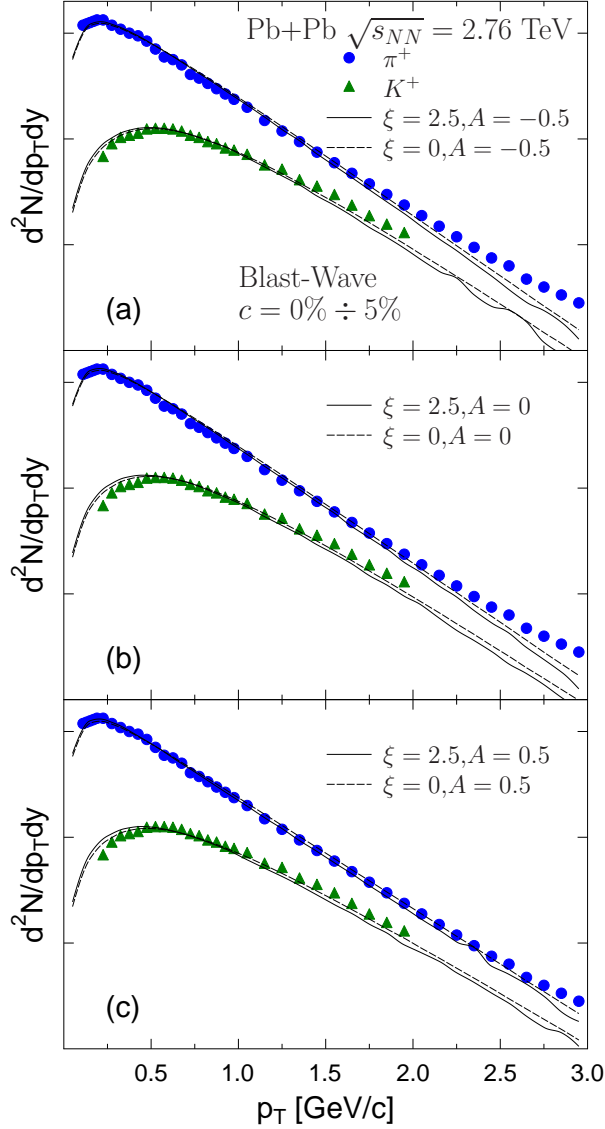 Pb+Pb √s_NN = 2.76 TeV
π⁺
K⁺
ξ = 2.5,A = −0.5
ξ = 0,A = −0.5
d²N/dp_T dy
Blast-Wave
c = 0% ÷ 5%
(a)
ξ = 2.5,A = 0
ξ = 0,A = 0
d²N/dp_T dy
(b)
ξ = 2.5,A = 0.5
ξ = 0,A = 0.5
d²N/dp_T dy
(c)
0.5 1.0 1.5 2.0 2.5 3.0
p_T [GeV/c]